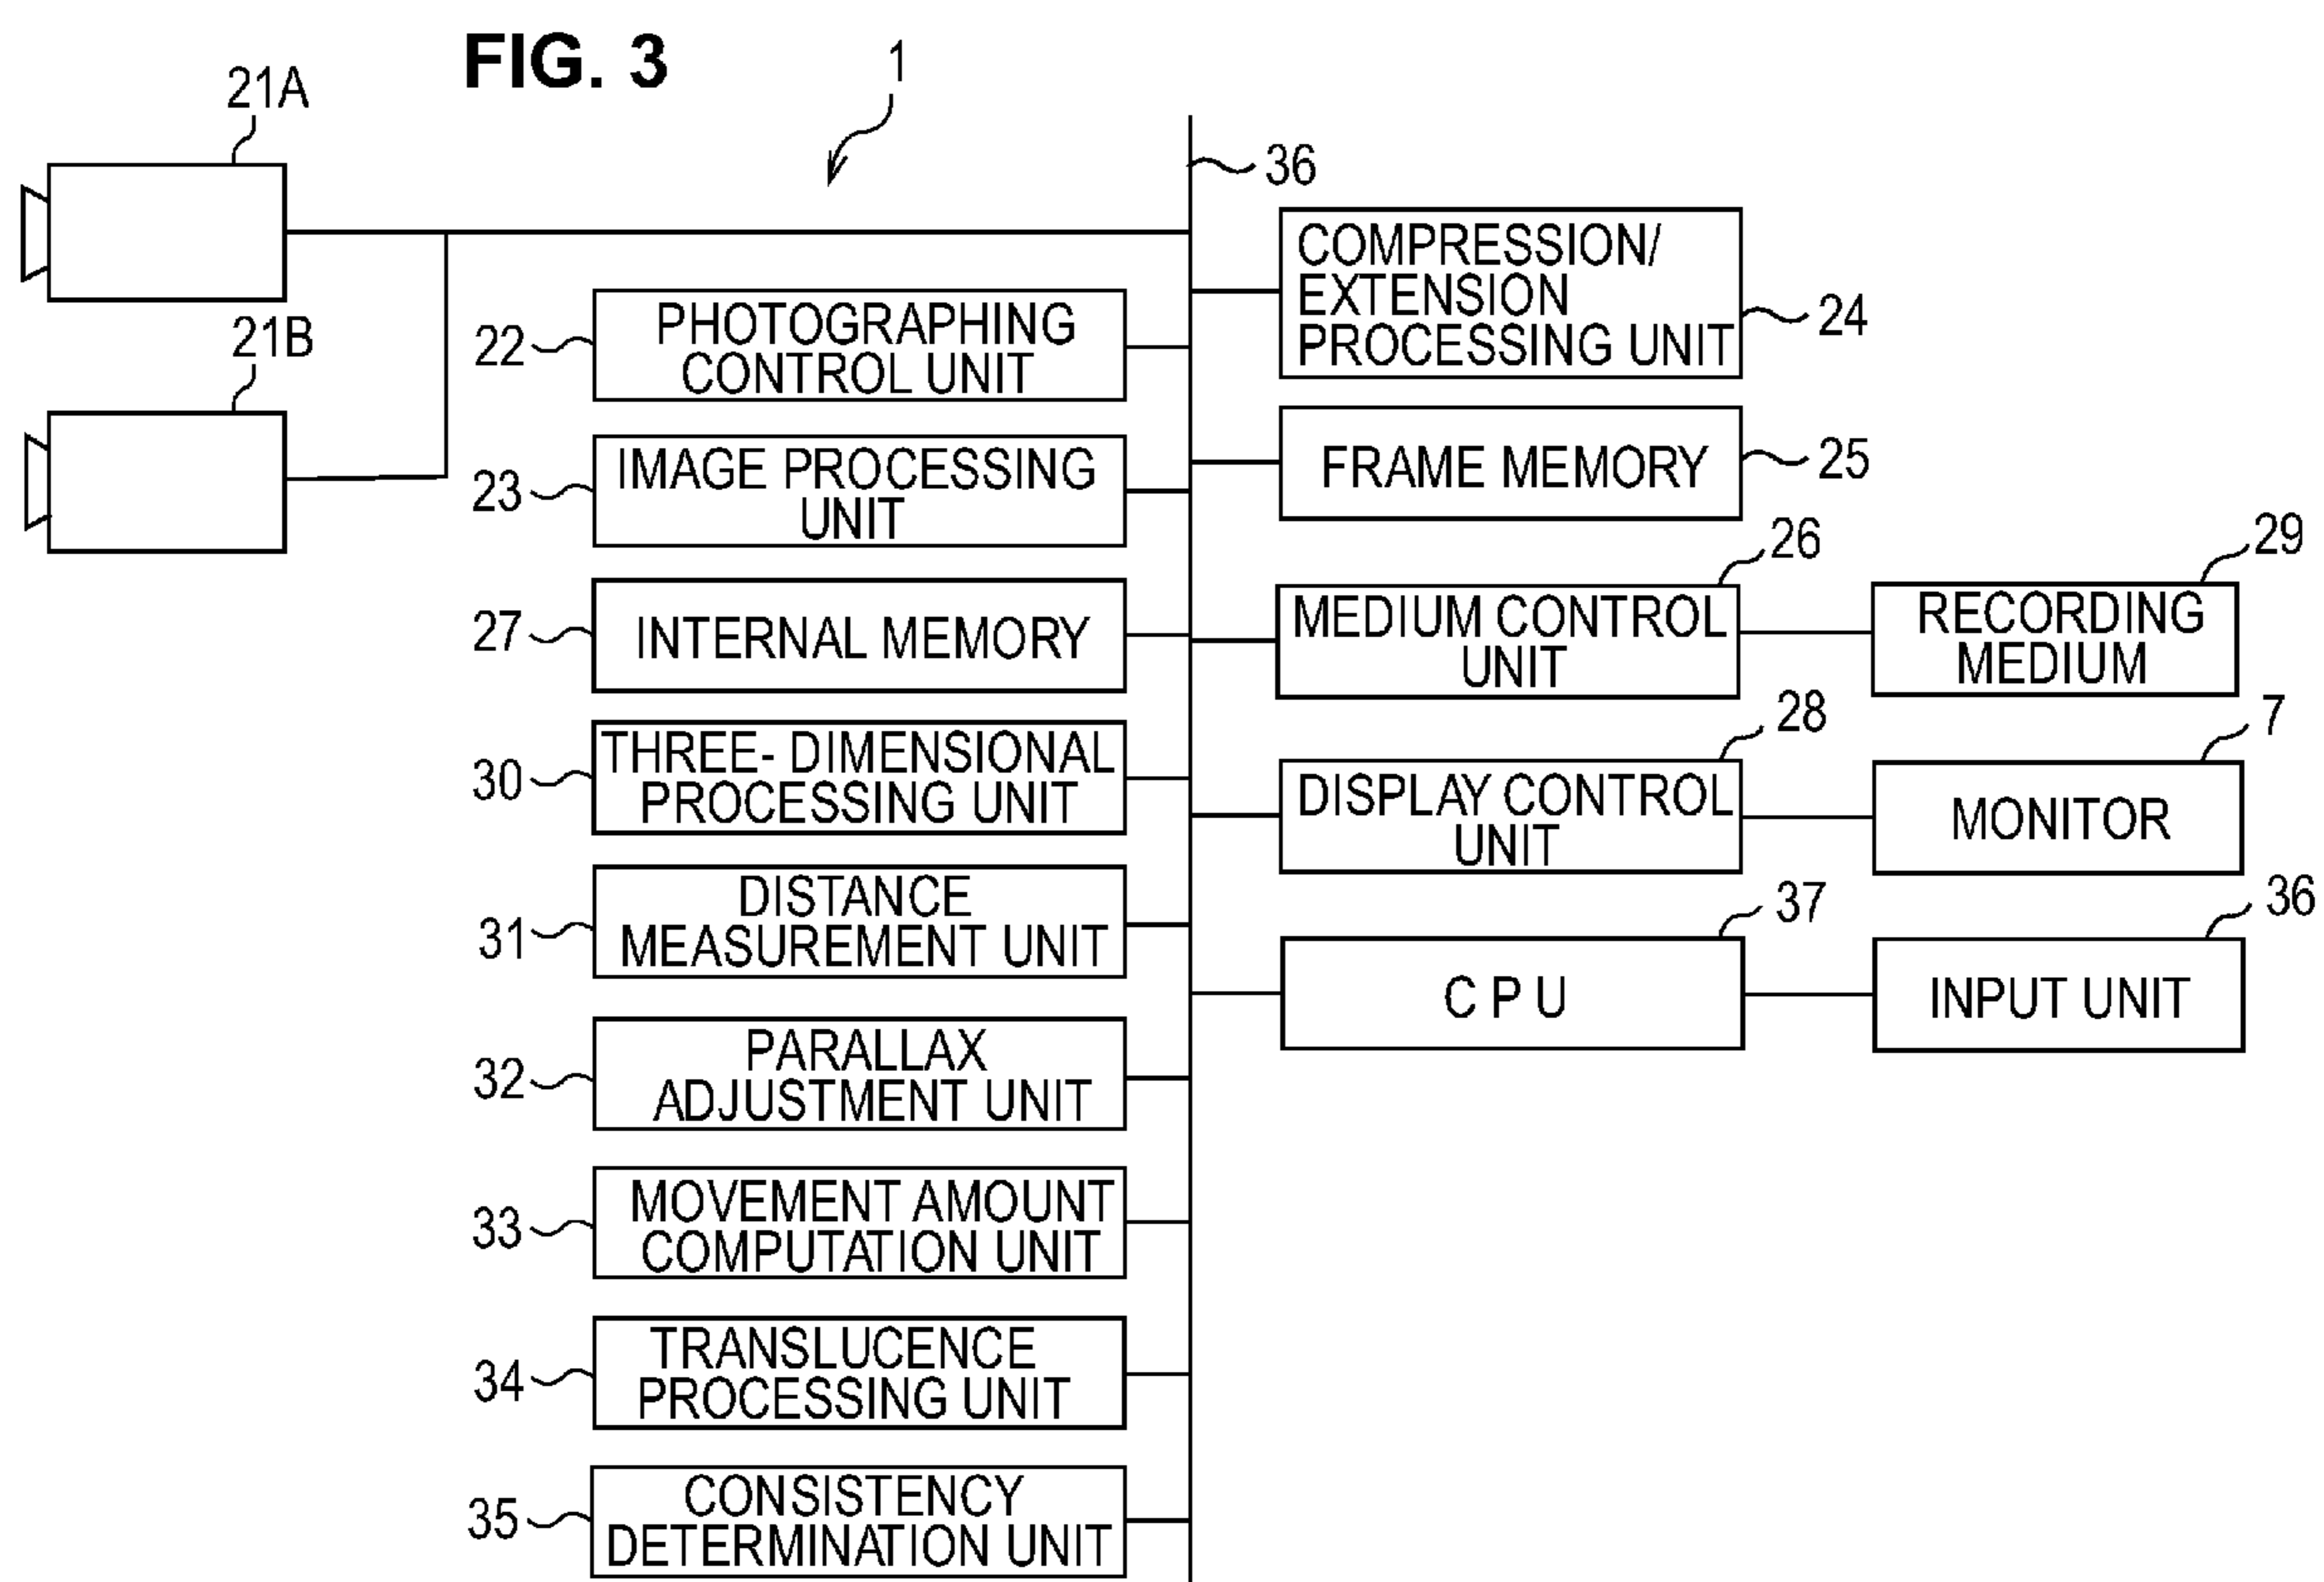 FIG. 3
1
21A
36
COMPRESSION/
EXTENSION
PROCESSING UNIT
24
21B
22
PHOTOGRAPHING
CONTROL UNIT
FRAME MEMORY
25
23
IMAGE PROCESSING
UNIT
26
29
MEDIUM CONTROL
UNIT
RECORDING
MEDIUM
27
INTERNAL MEMORY
28
7
30
THREE- DIMENSIONAL
PROCESSING UNIT
DISPLAY CONTROL
UNIT
MONITOR
37
36
31
DISTANCE
MEASUREMENT UNIT
CPU
INPUT UNIT
32
PARALLAX
ADJUSTMENT UNIT
33
MOVEMENT AMOUNT
COMPUTATION UNIT
34
TRANSLUCENCE
PROCESSING UNIT
35
CONSISTENCY
DETERMINATION UNIT